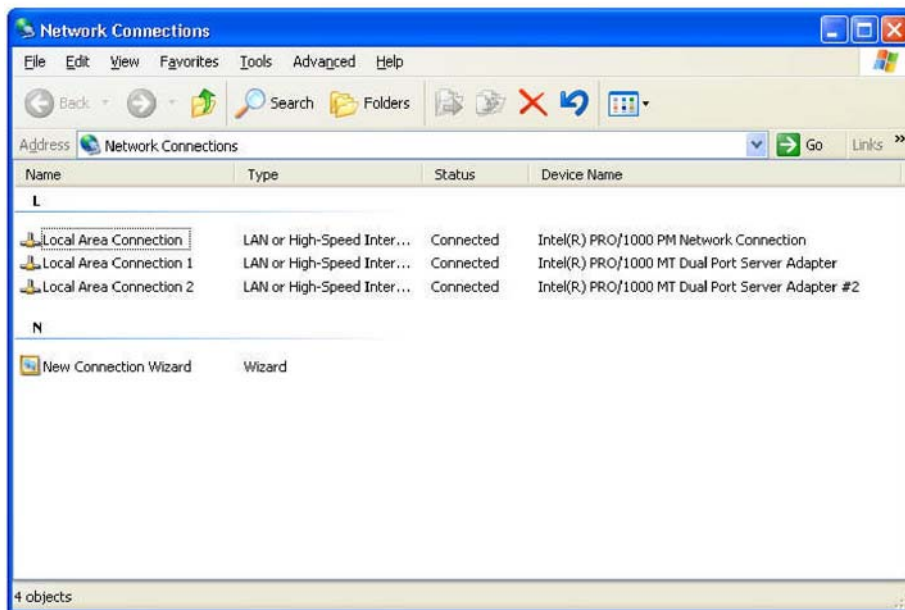 Network Connections
File Edit View Favorites Tools Advanced Help
Back Search Folders
Address Network Connections Go Links »
Name Type Status Device Name
L
Local Area Connection LAN or High-Speed Inter... Connected Intel(R) PRO/1000 PM Network Connection
Local Area Connection 1 LAN or High-Speed Inter... Connected Intel(R) PRO/1000 MT Dual Port Server Adapter
Local Area Connection 2 LAN or High-Speed Inter... Connected Intel(R) PRO/1000 MT Dual Port Server Adapter #2
N
New Connection Wizard Wizard
4 objects